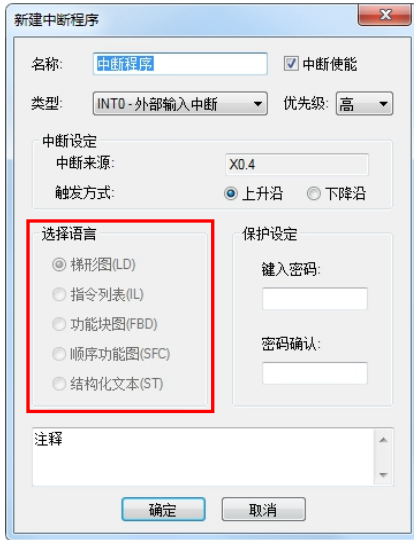 新建中断程序
名称: 中断程序 中断使能
类型: INT0-外部输入中断 优先级: 高
中断设定
中断来源: X0.4
触发方式: 上升沿 下降沿
选择语言 保护设定
梯形图(LD) 键入密码:
指令列表(IL)
功能块图(FBD) 密码确认:
顺序功能图(SFC)
结构化文本(ST)
注释
确定 取消